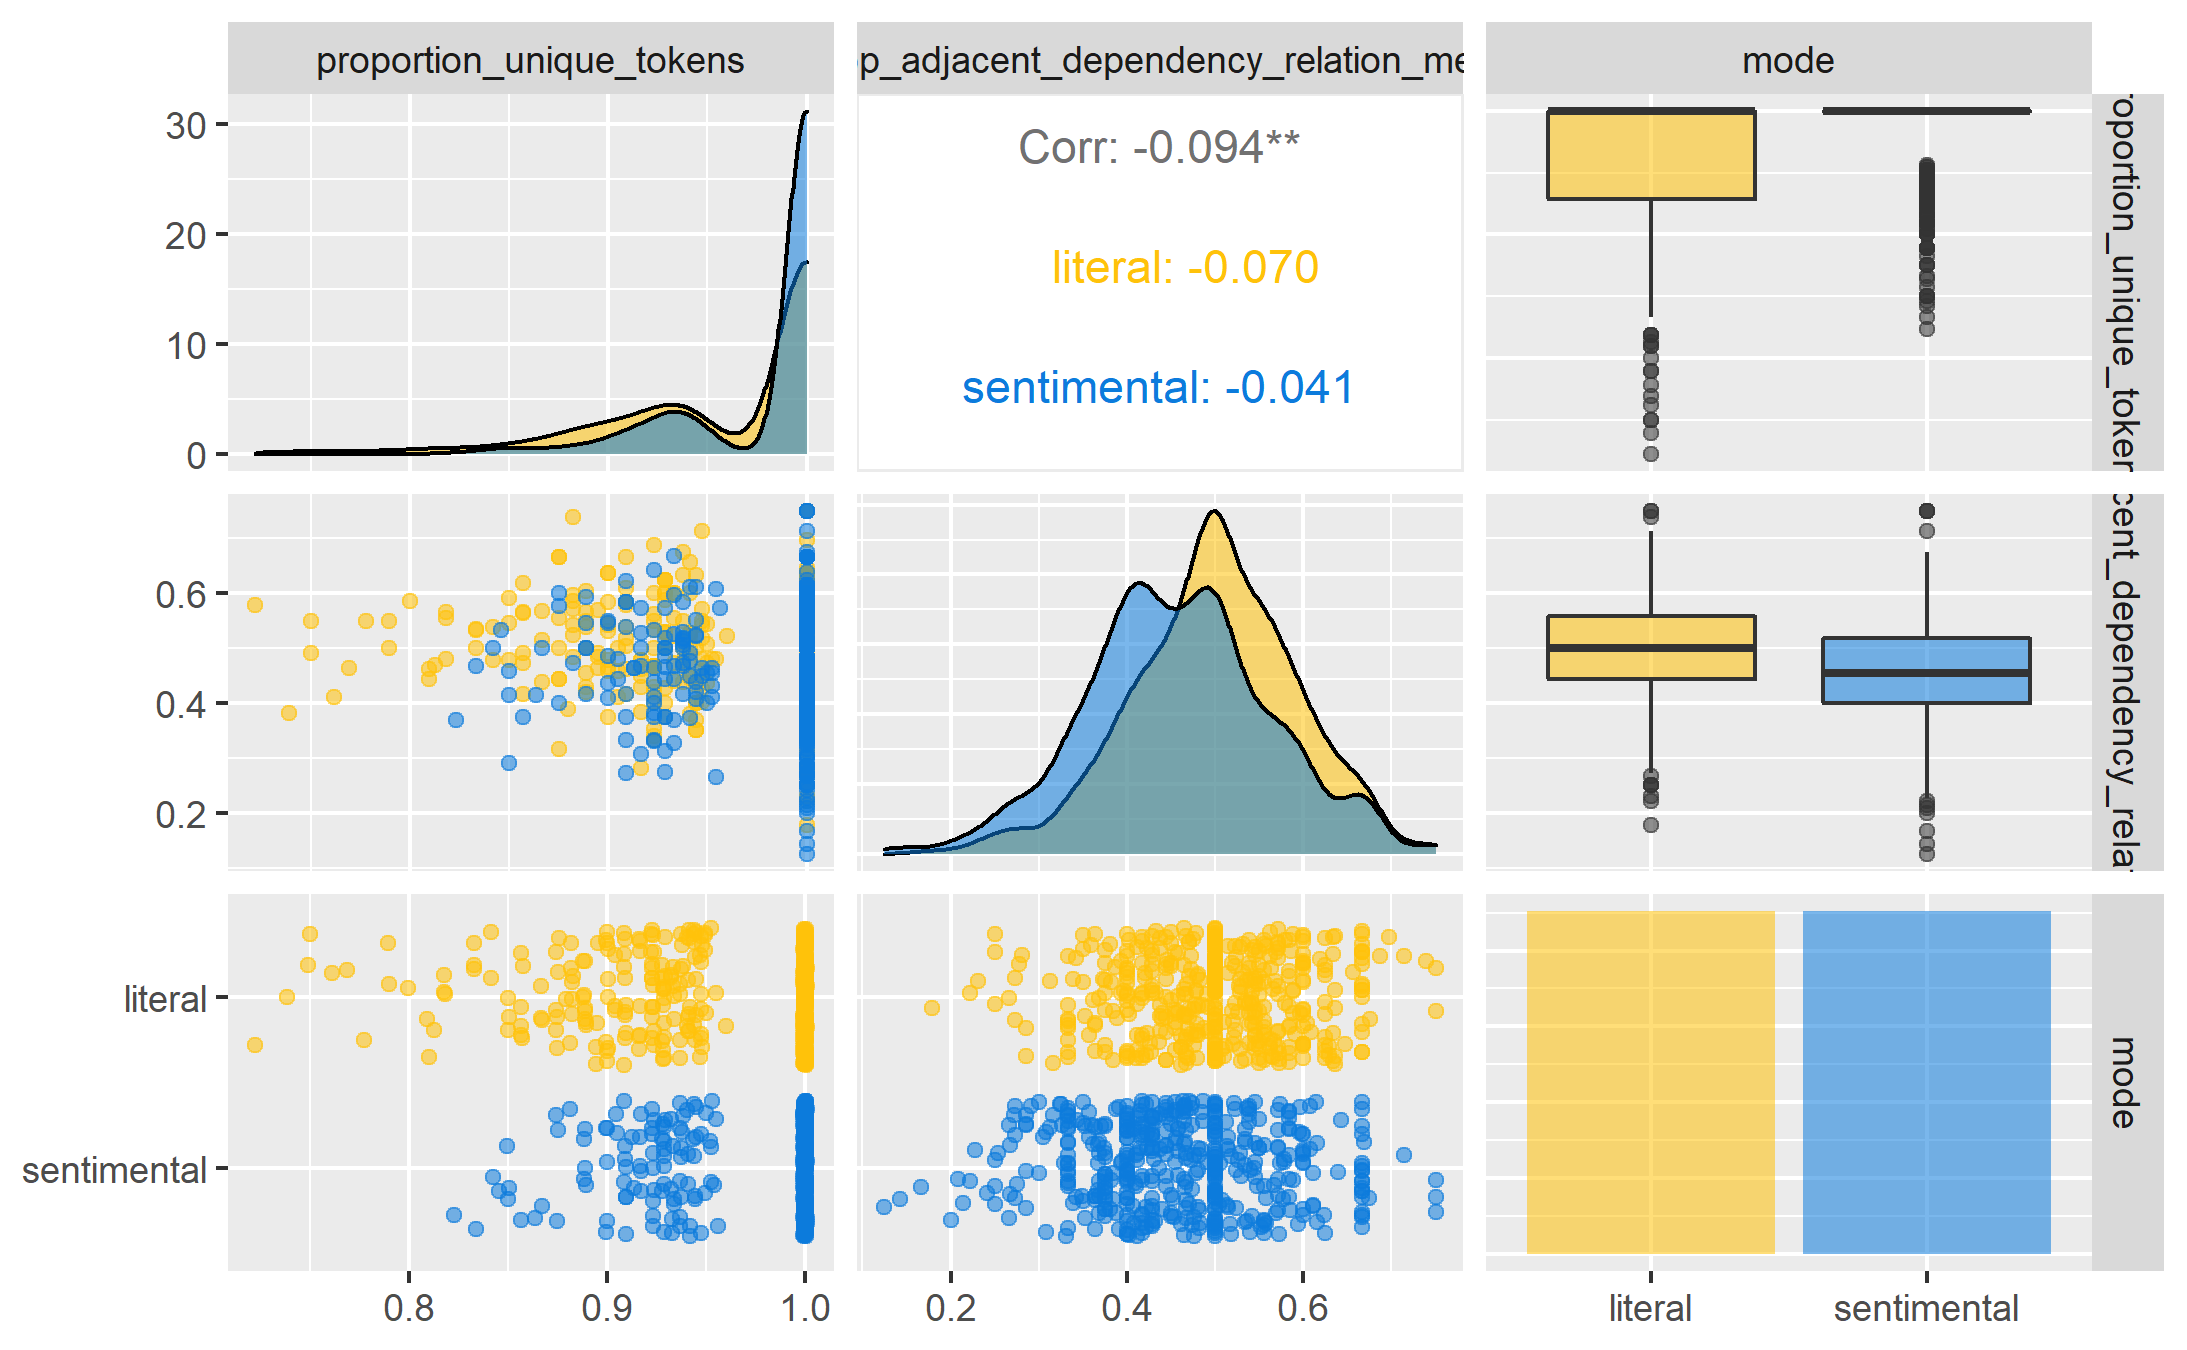 proportion_unique_tokens
op_adjacent_dependency_relation_me
mode
30
20
10
0
Corr: -0.094**
literal: -0.070
sentimental: -0.041
roportion_unique_token
0.6
0.4
0.2
cent_dependency_rela
literal
sentimental
mode
0.8 0.9 1.0
0.2 0.4 0.6
literal sentimental